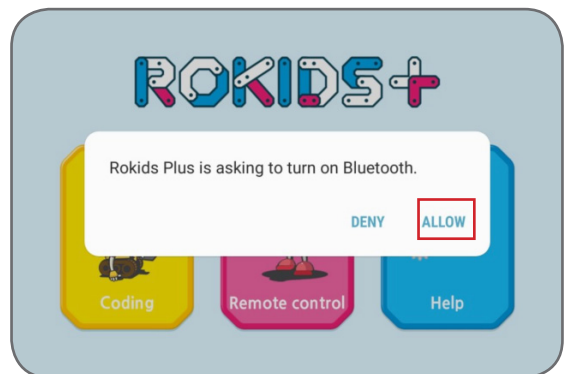 ROKIDS+
Rokids Plus is asking to turn on Bluetooth.
DENY ALLOW
Coding Remote control Help